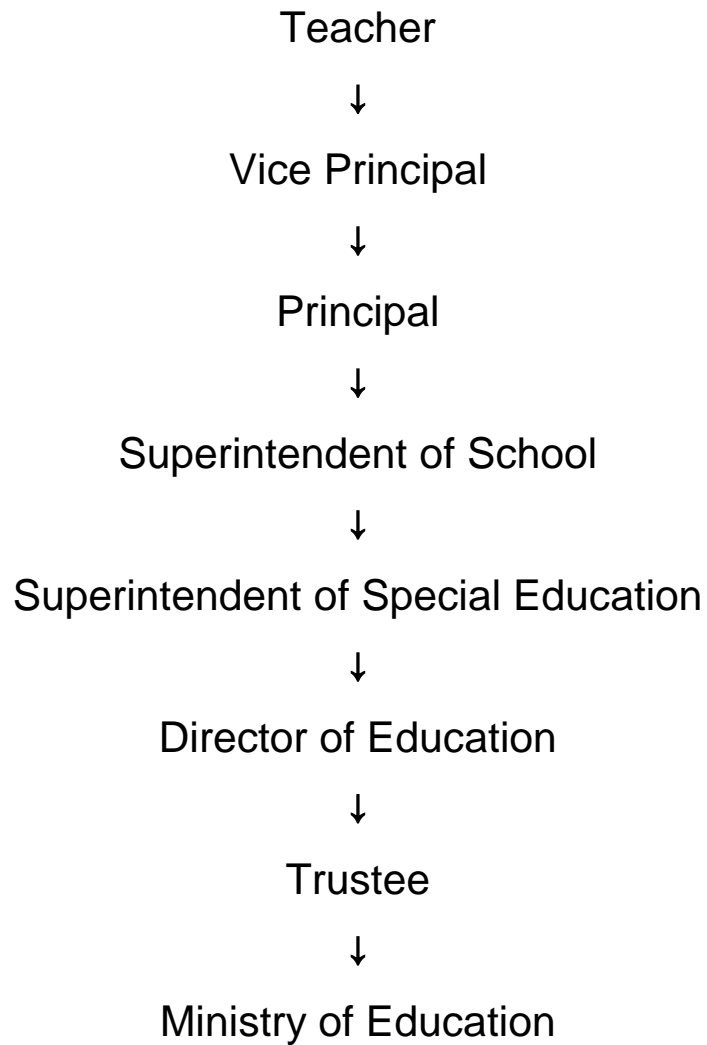 Teacher
↓
Vice Principal
↓
Principal
↓
Superintendent of School
↓
Superintendent of Special Education
↓
Director of Education
↓
Trustee
↓
Ministry of Education